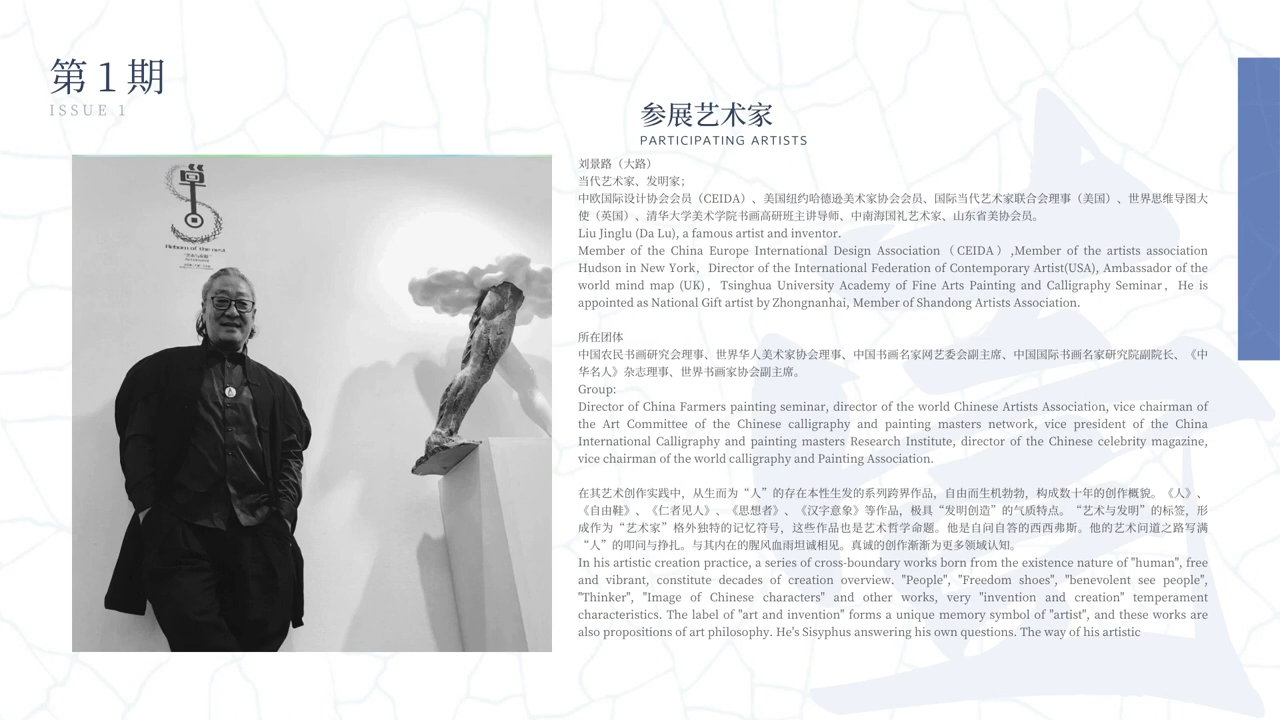 第 1 期
ISSUE 1
参展艺术家
PARTICIPATING ARTISTS
Reborn of the nest
刘景路（大路）
当代艺术家、发明家；
中欧国际设计协会会员（CEIDA）、美国纽约哈德逊美术家协会会员、国际当代艺术家联合会理事（美国）、世界思维导图大
使（英国）、清华大学美术学院书画高研班主讲导师、中南海国礼艺术家、山东省美协会员。
Liu Jinglu (Da Lu), a famous artist and inventor.
Member of the China Europe International Design Association（CEIDA）,Member of the artists association
Hudson in New York，Director of the International Federation of Contemporary Artist(USA), Ambassador of the
world mind map (UK)，Tsinghua University Academy of Fine Arts Painting and Calligraphy Seminar，He is
appointed as National Gift artist by Zhongnanhai, Member of Shandong Artists Association.
所在团体
中国农民书画研究会理事、世界华人美术家协会理事、中国书画名家网艺委会副主席、中国国际书画名家研究院副院长、《中
华名人》杂志理事、世界书画家协会副主席。
Group:
Director of China Farmers painting seminar, director of the world Chinese Artists Association, vice chairman of
the Art Committee of the Chinese calligraphy and painting masters network, vice president of the China
International Calligraphy and painting masters Research Institute, director of the Chinese celebrity magazine,
vice chairman of the world calligraphy and Painting Association.
在其艺术创作实践中，从生而为“人”的存在本性生发的系列跨界作品，自由而生机勃勃，构成数十年的创作概貌。《人》、
《自由鞋》、《仁者见人》、《思想者》、《汉字意象》等作品，极具“发明创造”的气质特点。“艺术与发明”的标签，形
成作为“艺术家”格外独特的记忆符号，这些作品也是艺术哲学命题。他是自问自答的西西弗斯。他的艺术问道之路写满
“人”的叩问与挣扎。与其内在的腥风血雨坦诚相见。真诚的创作渐渐为更多领域认知。
In his artistic creation practice, a series of cross-boundary works born from the existence nature of "human", free
and vibrant, constitute decades of creation overview. "People", "Freedom shoes", "benevolent see people",
"Thinker", "Image of Chinese characters" and other works, very "invention and creation" temperament
characteristics. The label of "art and invention" forms a unique memory symbol of "artist", and these works are
also propositions of art philosophy. He's Sisyphus answering his own questions. The way of his artistic